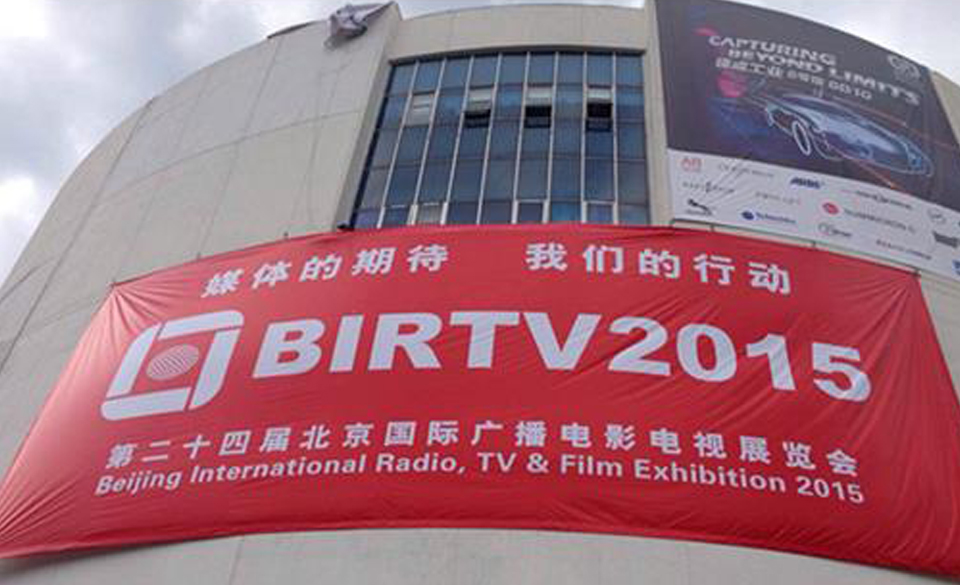 CAPTURING
BEYOND LIMITS
媒体的期待 我们的行动
BIRTV2015
第二十四届北京国际广播电影电视展览会
Beijing International Radio, TV & Film Exhibition 2015